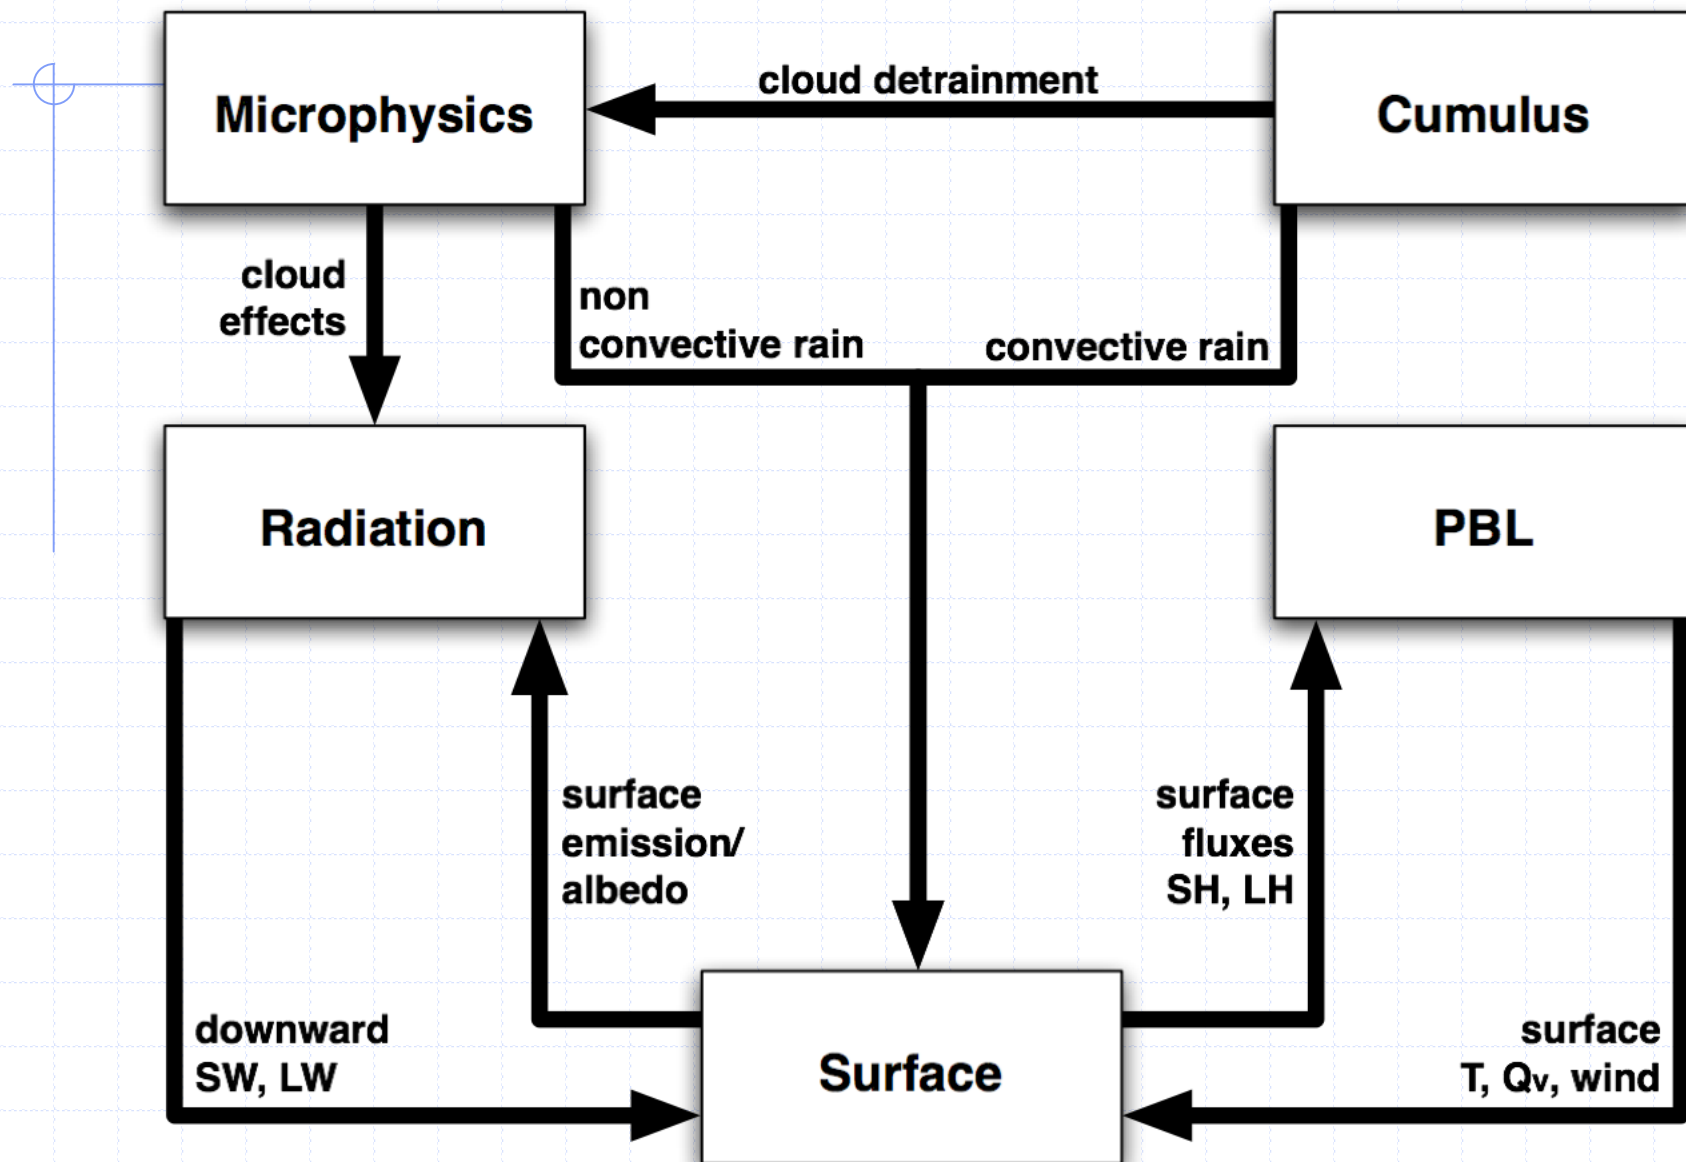 Microphysics
cloud detrainment
Cumulus
cloud
effects
non
convective rain
convective rain
Radiation
PBL
surface
emission/
albedo
surface
fluxes
SH, LH
downward
SW, LW
Surface
surface
T, Qv, wind